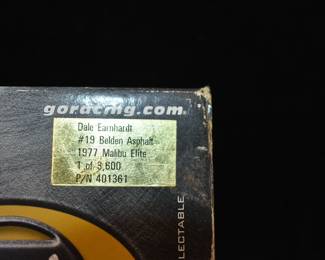 goracing.com®
Dale Earnhardt
#19 Belden Asphalt
1977 Malibu Elite
1 of 3,600
P/N 401361
LECTABLE